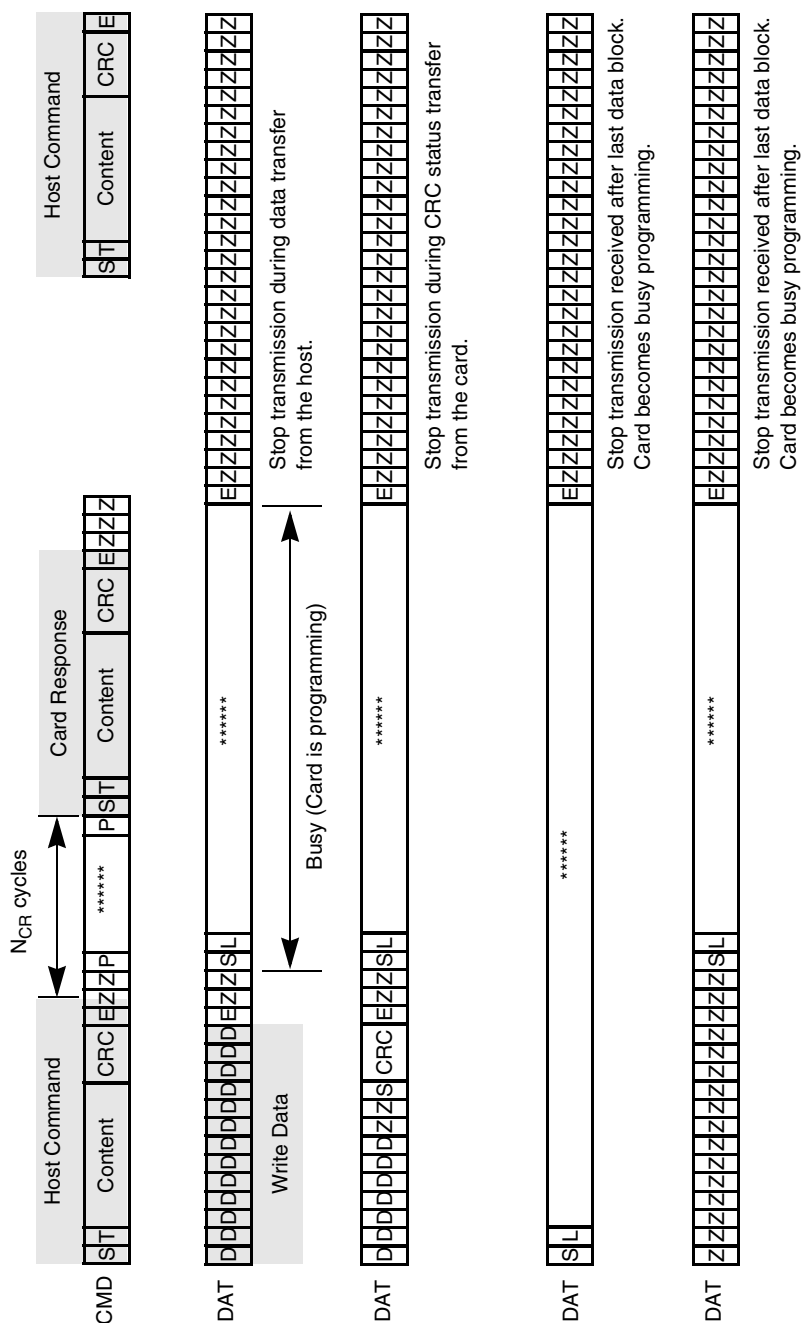 Host Command N_CR cycles Card Response Host Command
CMD S T Content CRC E Z Z P ****** P S T Content CRC E Z Z Z S T Content CRC E
DAT D D D D D D D D D D D D D E Z Z S L ****** E Z Z Z Z Z Z Z Z Z Z Z Z Z Z Z Z Z Z Z Z Z Z Z Z Z Z
Write Data
Busy (Card is programming)
Stop transmission during data transfer
from the host.
DAT D D D D D D D Z Z S CRC E Z Z S L ****** E Z Z Z Z Z Z Z Z Z Z Z Z Z Z Z Z Z Z Z Z Z Z Z Z Z Z
Stop transmission during CRC status transfer
from the card.
DAT S L ****** E Z Z Z Z Z Z Z Z Z Z Z Z Z Z Z Z Z Z Z Z Z Z Z Z Z Z
Stop transmission received after last data block.
Card becomes busy programming.
DAT Z Z Z Z Z Z Z Z Z Z Z Z Z Z Z Z S L ****** E Z Z Z Z Z Z Z Z Z Z Z Z Z Z Z Z Z Z Z Z Z Z Z Z Z Z
Stop transmission received after last data block.
Card becomes busy programming.